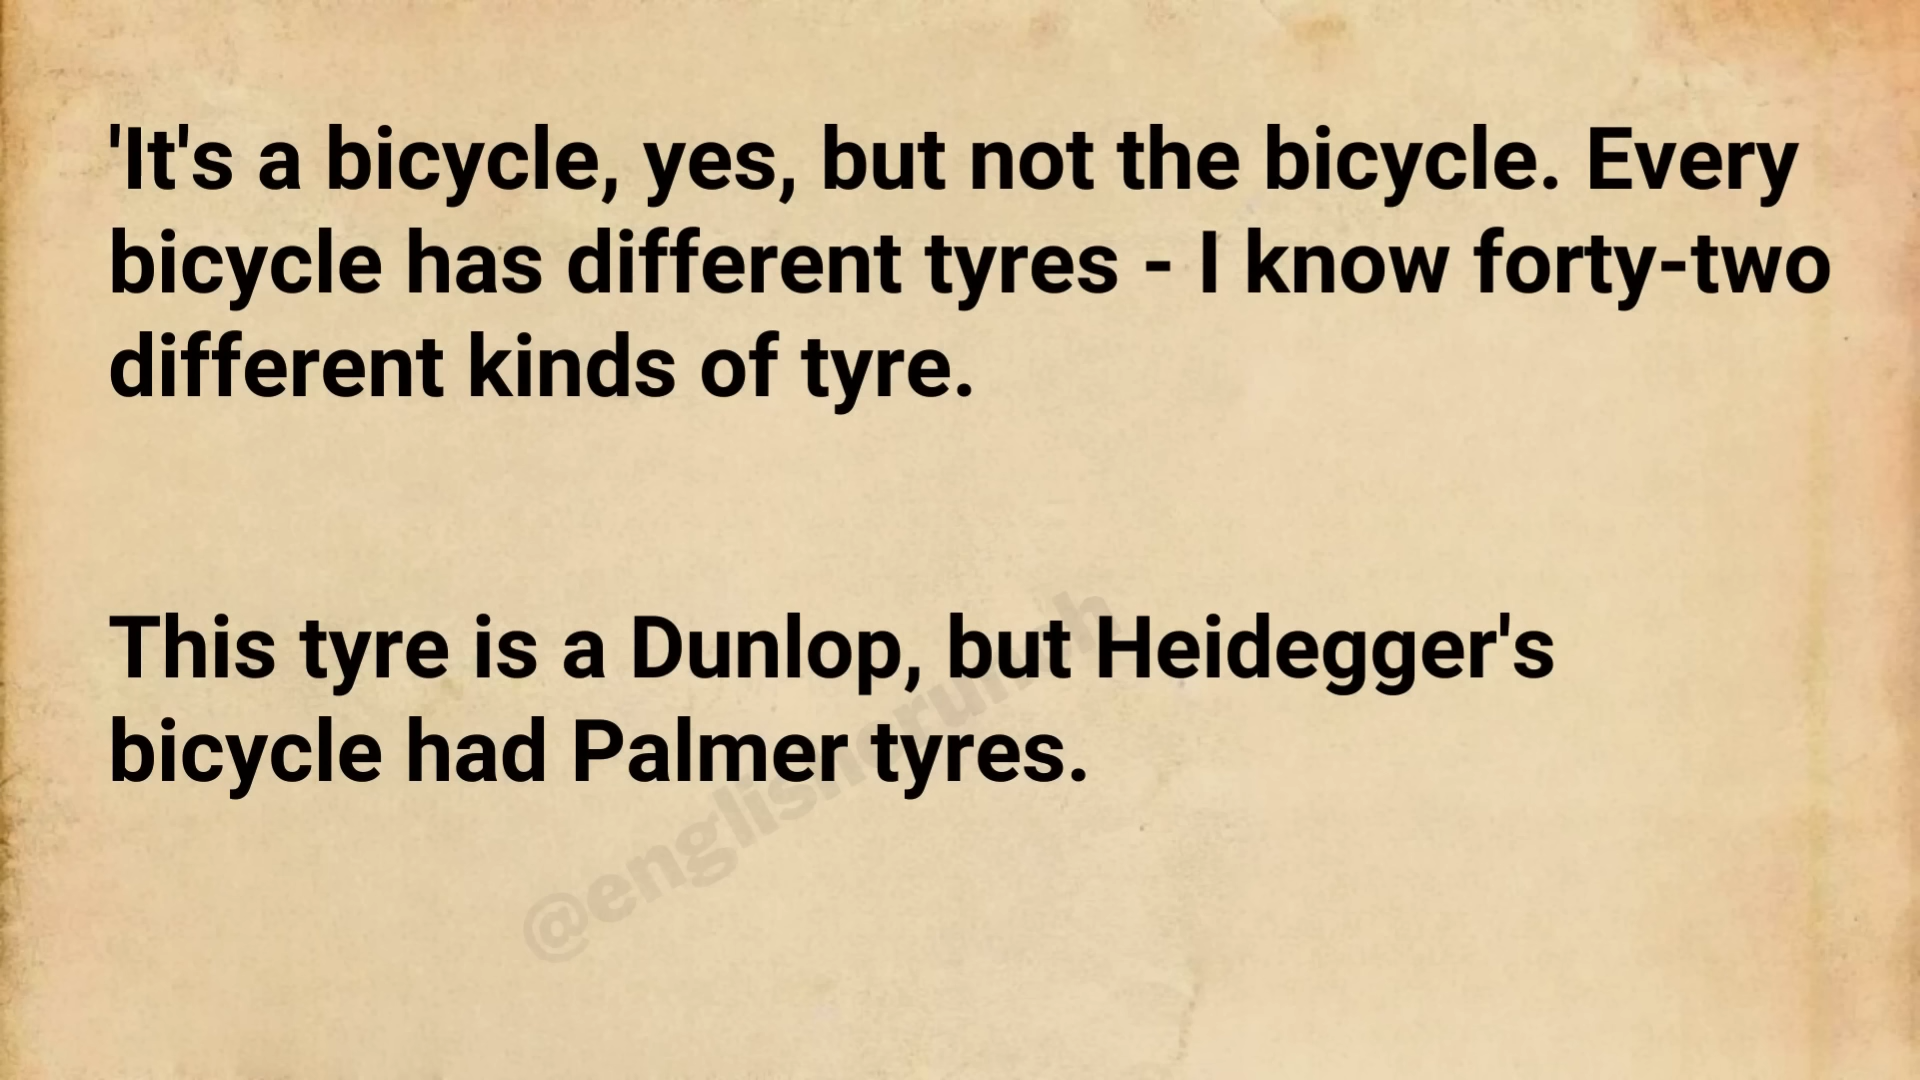 'It's a bicycle, yes, but not the bicycle. Every
bicycle has different tyres - I know forty-two
different kinds of tyre.
This tyre is a Dunlop, but Heidegger's
bicycle had Palmer tyres.